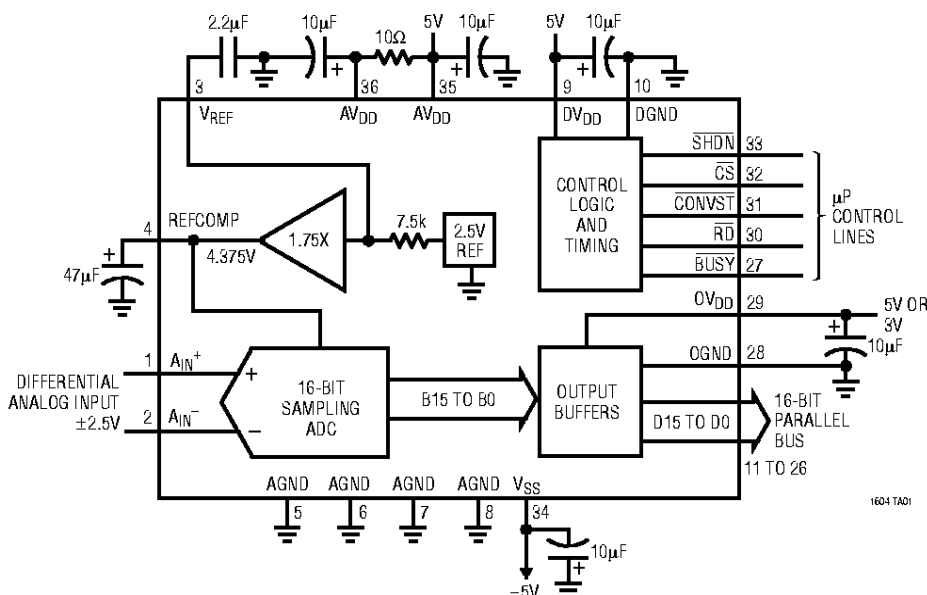 2.2μF
10μF
10Ω
5V
10μF
5V
10μF
+
+
+
3
36
35
9
10
VREF
AVDD
AVDD
DVDD
DGND
SHDN
33
CS
32
CONVST
31
RD
30
BUSY
27
μP
CONTROL
LINES
CONTROL
LOGIC
AND
TIMING
4
REFCOMP
4.375V
1.75X
7.5k
2.5V
REF
+
47μF
OVDD
29
5V OR
3V
+
10μF
OGND
28
1
AIN+
+
DIFFERENTIAL
ANALOG INPUT
±2.5V
2
AIN–
–
16-BIT
SAMPLING
ADC
B15 TO B0
OUTPUT
BUFFERS
D15 TO D0
16-BIT
PARALLEL
BUS
11 TO 26
AGND
AGND
AGND
AGND
VSS
5
6
7
8
34
10μF
+
–5V
1604 TA01